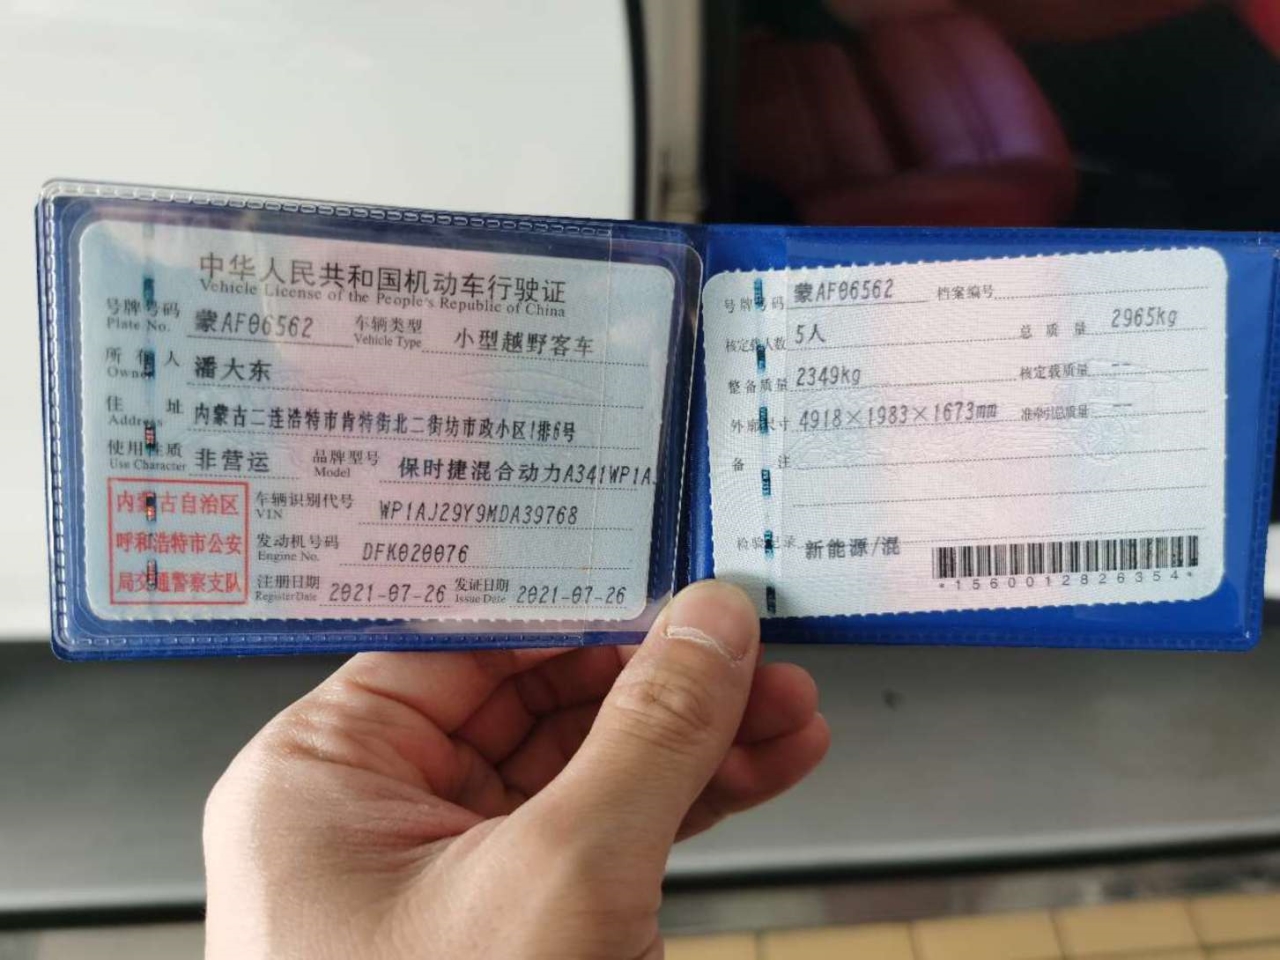 中华人民共和国机动车行驶证
Vehicle License of the People's Republic of China
号牌号码 蒙AF06562 车辆类型 小型越野客车
Plate No. Vehicle Type
所有人 潘大东
Owner
住 址 内蒙古二连浩特市肯特街北二街坊市政小区1排6号
Address
使用性质 非营运 品牌型号 保时捷混合动力A341WP1A
Use Character Model
内蒙古自治区
呼和浩特市公安
局交通警察支队
车辆识别代号 WP1AJ29Y9MDA39768
VIN
发动机号码 DFK020076
Engine No.
注册日期 2021-07-26 发证日期 2021-07-26
Register Date Issue Date
号牌号码 蒙AF06562 档案编号
核定载人数 5人 总质量 2965kg
整备质量 2349kg 核定载质量 --
外廓尺寸 4918×1983×1673mm 准牵引总质量 --
备 注
检验记录 新能源/混
*1560012826354*